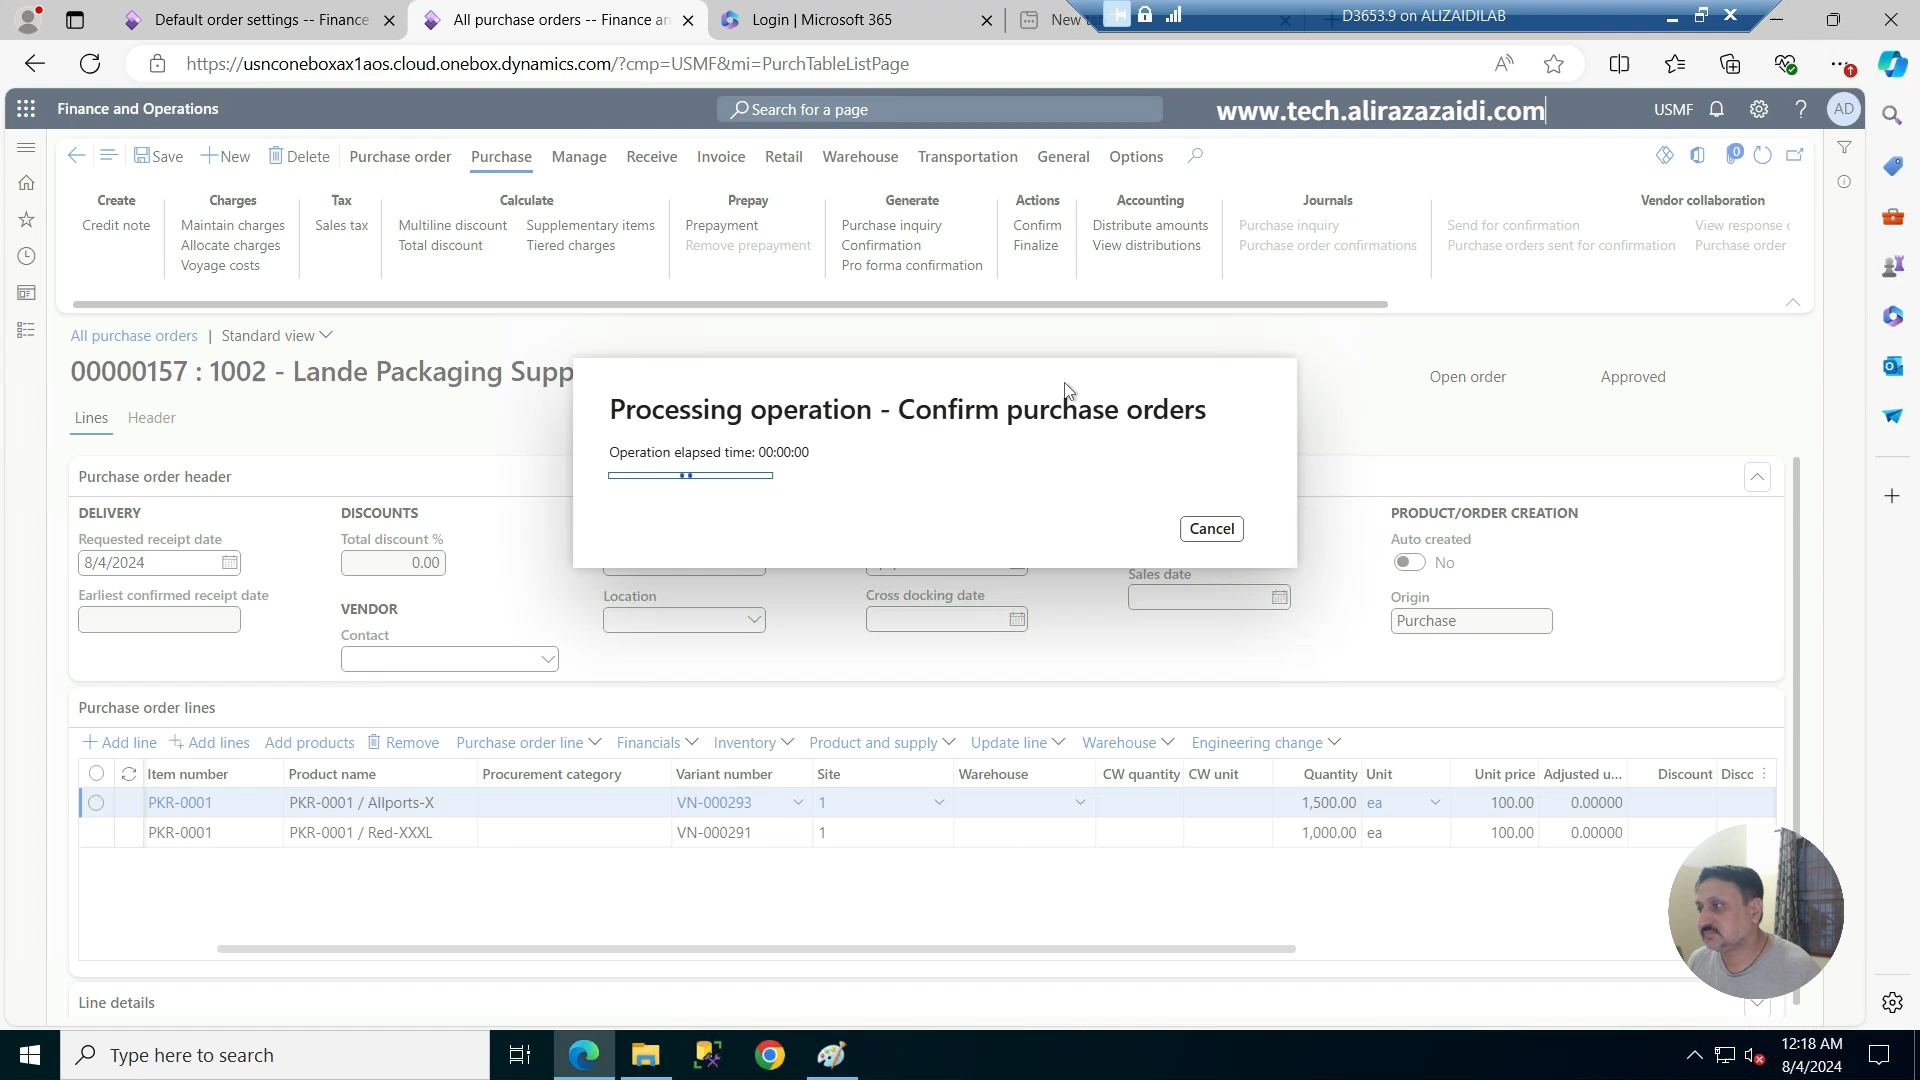 Default order settings -- Finance
All purchase orders -- Finance an
Login | Microsoft 365
New ta
D3653.9 on ALIZAIDILAB
https://usnconeboxax1aos.cloud.onebox.dynamics.com/?cmp=USMF&mi=PurchTableListPage
Finance and Operations
Search for a page
www.tech.alirazazaidi.com
USMF
AD
Save
New
Delete
Purchase order
Purchase
Manage
Receive
Invoice
Retail
Warehouse
Transportation
General
Options
0
Create
Credit note
Charges
Maintain charges
Allocate charges
Voyage costs
Tax
Sales tax
Calculate
Multiline discount
Total discount
Supplementary items
Tiered charges
Prepay
Prepayment
Remove prepayment
Generate
Purchase inquiry
Confirmation
Pro forma confirmation
Actions
Confirm
Finalize
Accounting
Distribute amounts
View distributions
Journals
Purchase inquiry
Purchase order confirmations
Vendor collaboration
Send for confirmation
Purchase orders sent for confirmation
View response
Purchase order
All purchase orders | Standard view
00000157 : 1002 - Lande Packaging Supp
Open order
Approved
Lines
Header
Processing operation - Confirm purchase orders
Operation elapsed time: 00:00:00
Cancel
Purchase order header
DELIVERY
Requested receipt date
8/4/2024
Earliest confirmed receipt date
DISCOUNTS
Total discount %
0.00
VENDOR
Contact
Location
Cross docking date
Sales date
PRODUCT/ORDER CREATION
Auto created
No
Origin
Purchase
Purchase order lines
Add line
Add lines
Add products
Remove
Purchase order line
Financials
Inventory
Product and supply
Update line
Warehouse
Engineering change
Item number Product name Procurement category Variant number Site Warehouse CW quantity CW unit Quantity Unit Unit price Adjusted u... Discount Discc
PKR-0001 PKR-0001 / Allports-X VN-000293 1 1,500.00 ea 100.00 0.00000
PKR-0001 PKR-0001 / Red-XXXL VN-000291 1 1,000.00 ea 100.00 0.00000
Line details
Type here to search
12:18 AM
8/4/2024